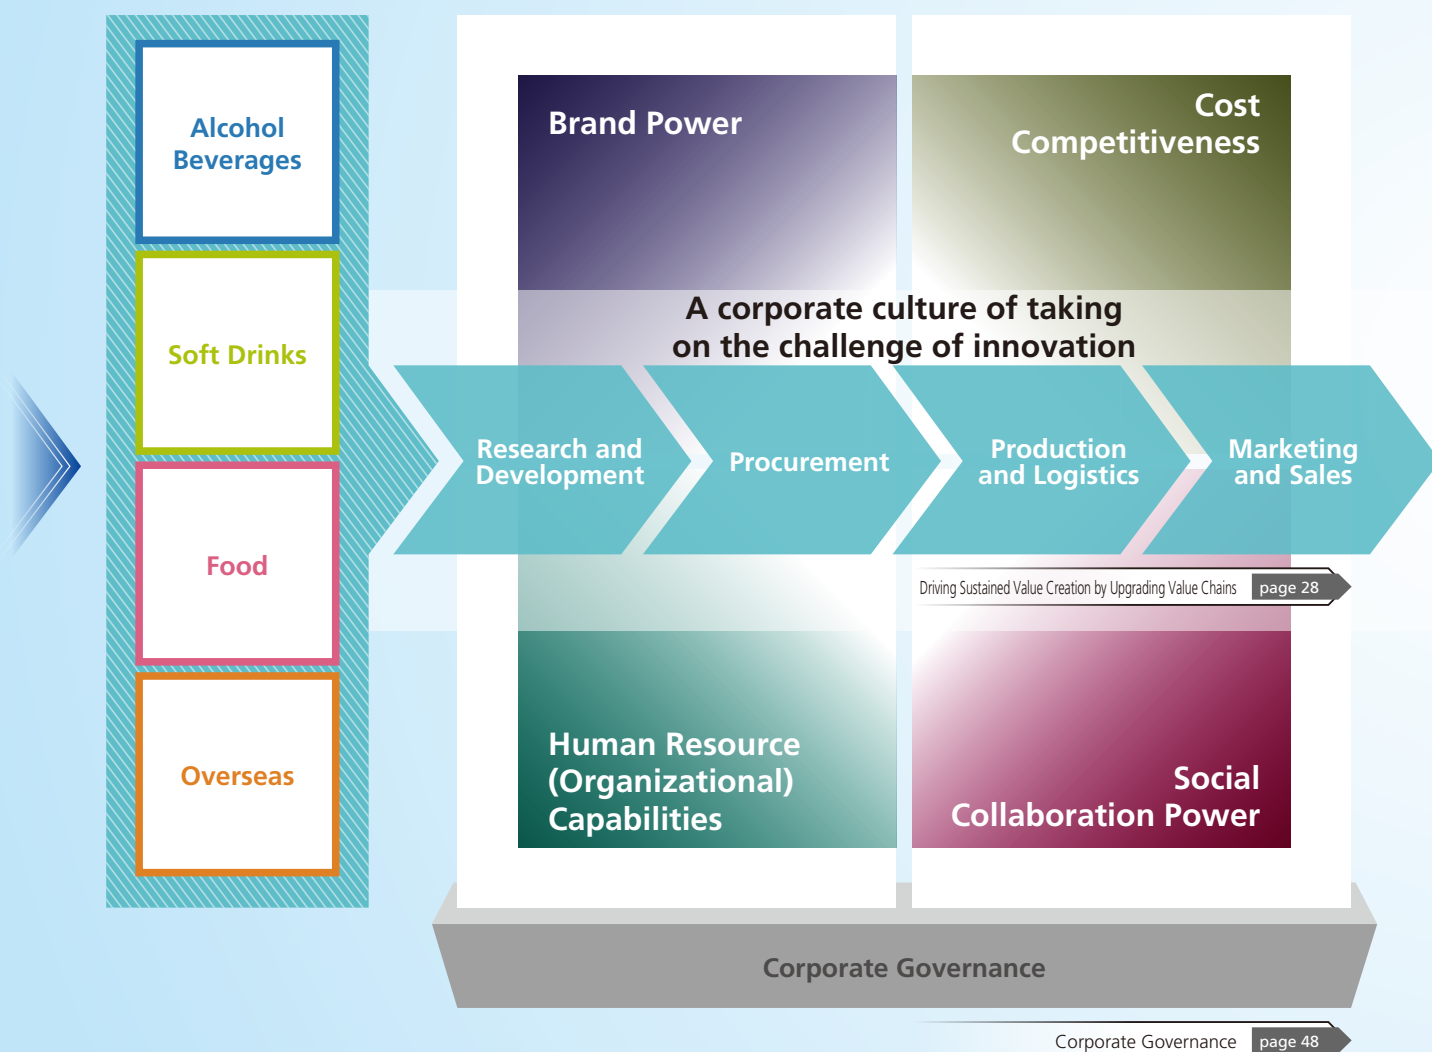 Alcohol
Beverages
Soft Drinks
Food
Overseas
Brand Power
Cost
Competitiveness
A corporate culture of taking
on the challenge of innovation
Research and
Development
Procurement
Production
and Logistics
Marketing
and Sales
Driving Sustained Value Creation by Upgrading Value Chains page 28
Human Resource
(Organizational)
Capabilities
Social
Collaboration Power
Corporate Governance
Corporate Governance page 48